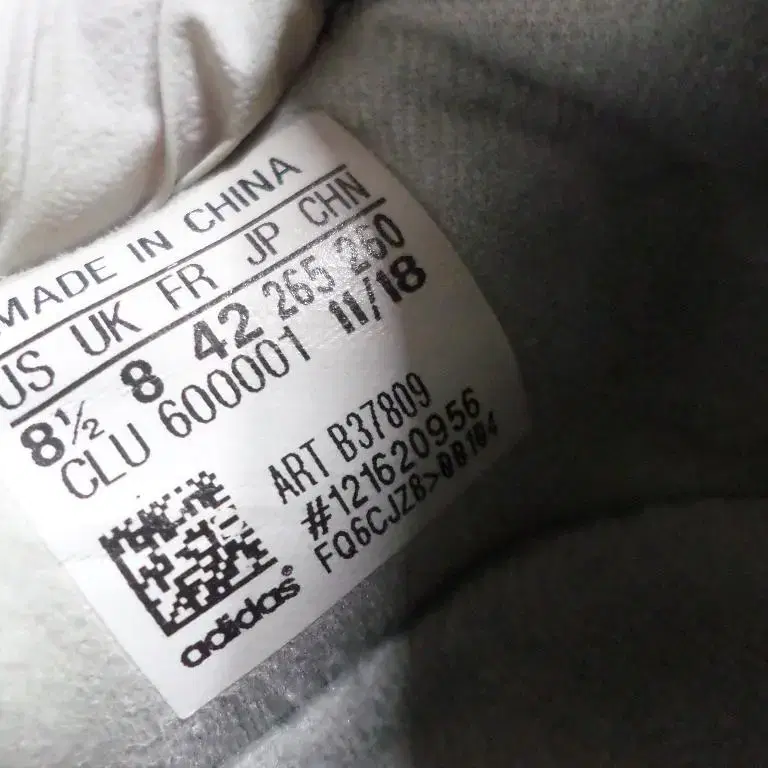 MADE IN CHINA
US UK FR JP CHN
8½ 8 42 265 260
CLU 600001 11/18
ART B37809
#121620956
FQ6CJZ8>00104
adidas®